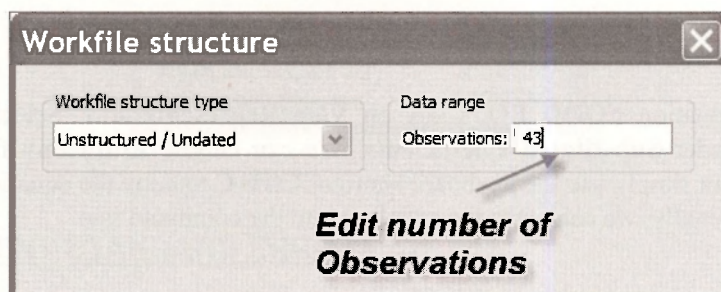 Workfile structure
Workfile structure type
Data range
Unstructured / Undated
Observations: 43
Edit number of
Observations